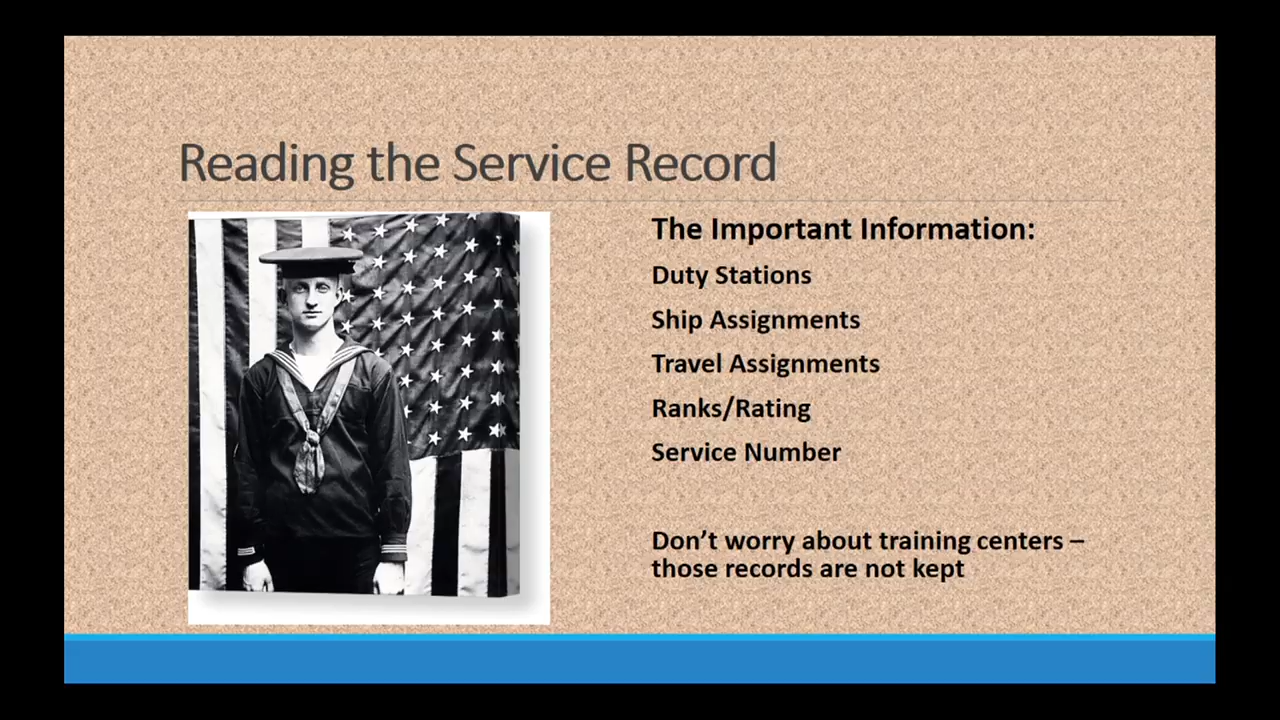 Reading the Service Record
The Important Information:
Duty Stations
Ship Assignments
Travel Assignments
Ranks/Rating
Service Number
Don’t worry about training centers –
those records are not kept